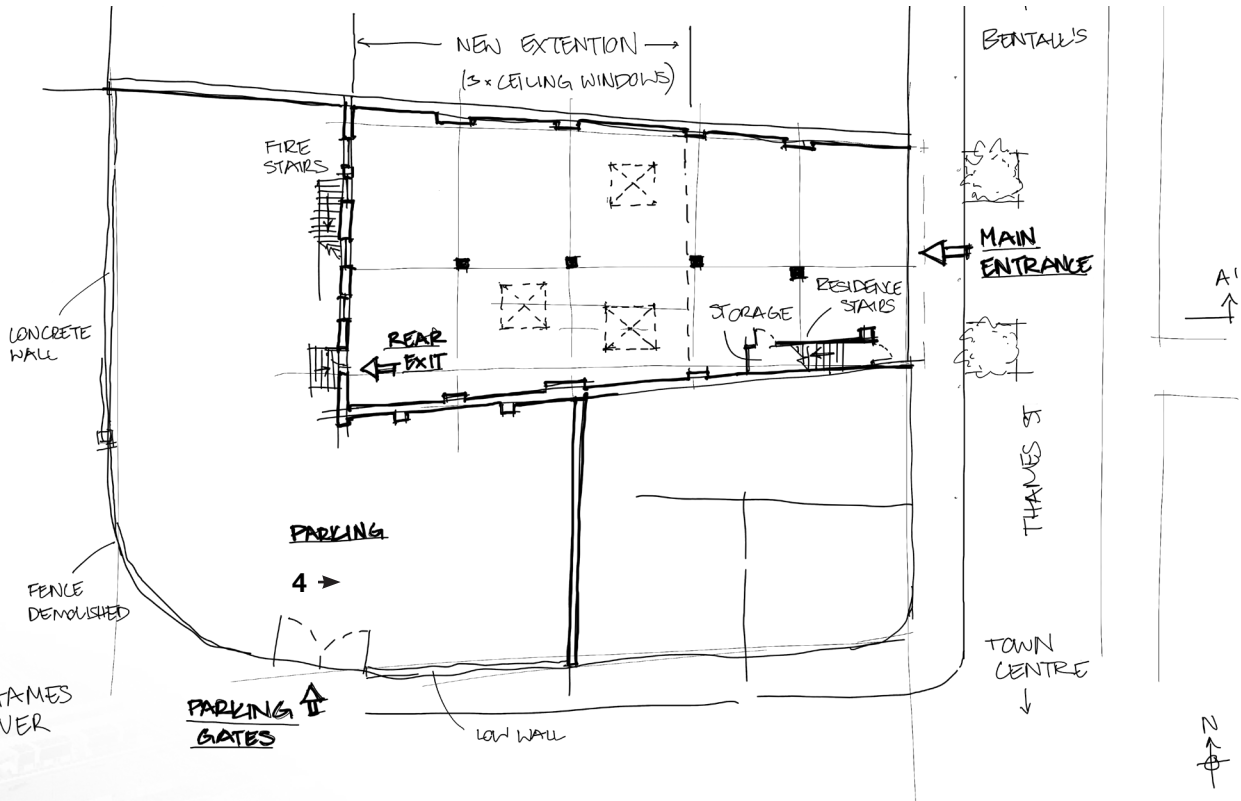 BENTALL'S
NEW EXTENTION
(3 x CEILING WINDOWS)
FIRE
STAIRS
MAIN
ENTRANCE
A'
RESIDENCE
STAIRS
STORAGE
CONCRETE
WALL
REAR
EXIT
THAMES ST
PARKING
4
FENCE
DEMOLISHED
TOWN
CENTRE
TAMES
VER
PARKING
GATES
LOW WALL
N